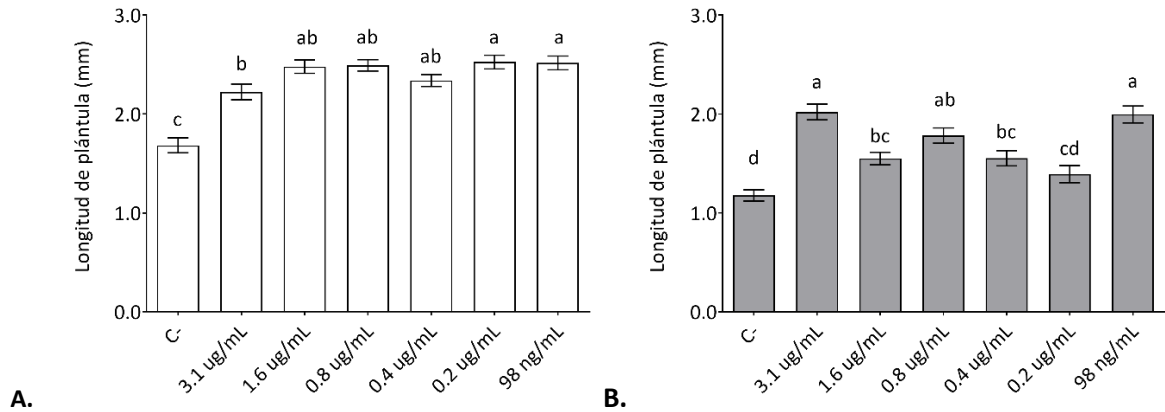 Longitud de plántula (mm)
3.0
2.0
1.0
0.0
c
b
ab
ab
ab
a
a
C-
3.1 ug/mL
1.6 ug/mL
0.8 ug/mL
0.4 ug/mL
0.2 ug/mL
98 ng/mL
A.
Longitud de plántula (mm)
3.0
2.0
1.0
0.0
d
a
bc
ab
bc
cd
a
C-
3.1 ug/mL
1.6 ug/mL
0.8 ug/mL
0.4 ug/mL
0.2 ug/mL
98 ng/mL
B.